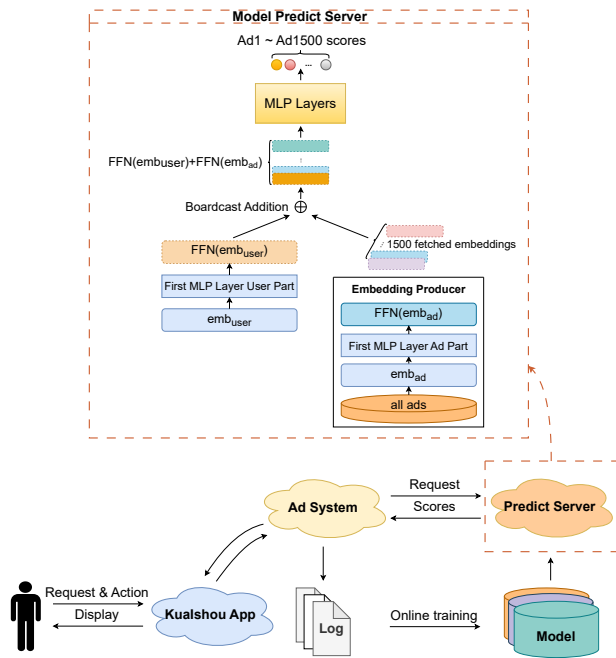 Model Predict Server
Ad1 ~ Ad1500 scores
...
MLP Layers
FFN(embuser)+FFN(embad)
Boardcast Addition
FFN(embuser)
1500 fetched embeddings
First MLP Layer User Part
embuser
Embedding Producer
FFN(embad)
First MLP Layer Ad Part
embad
all ads
Ad System
Request
Scores
Predict Server
Request & Action
Display
Kualshou App
Log
Online training
Model